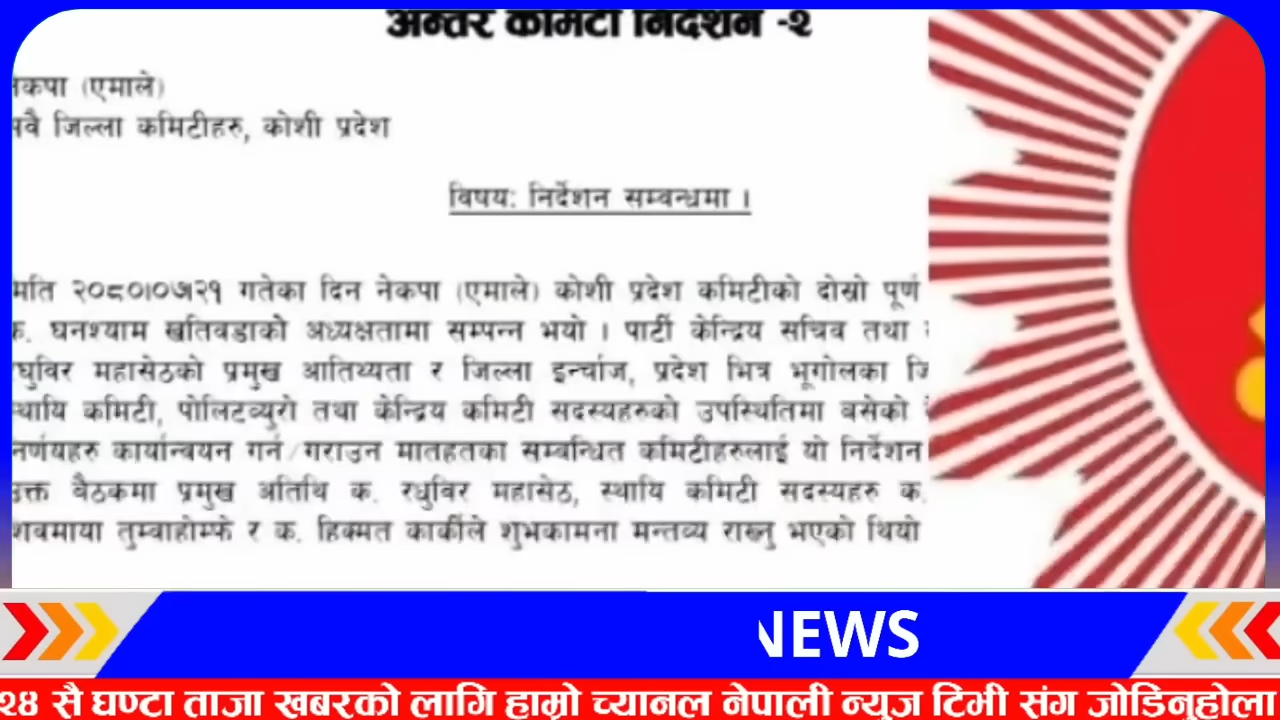 अन्तर कमिटी निर्देशन -२
नेकपा (एमाले)
सवै जिल्ला कमिटीहरु, कोशी प्रदेश
विषय: निर्देशन सम्वन्धमा ।
मिति २०८०।०७।२१ गतेका दिन नेकपा (एमाले) कोशी प्रदेश कमिटीको दोस्रो पूर्ण
क. घनश्याम खतिवडाको अध्यक्षतामा सम्पन्न भयो । पार्टी केन्द्रिय सचिव तथा
महासेठको प्रमुख आतिथ्यता र जिल्ला इन्चार्ज, प्रदेश भित्र भूगोलका
स्थायि कमिटी, पोलिटव्युरो तथा केन्द्रिय कमिटी सदस्यहरुको उपस्थितिमा बसेको
निर्णयहरु कार्यान्वयन गर्न/गराउन मातहतका सम्बन्धित कमिटीहरुलाई यो निर्देशन
उक्त बैठकमा प्रमुख अतिथि क. रघुविर महासेठ, स्थायि कमिटी सदस्यहरु क.
तुम्वाहाम्फे र क. हिक्मत कार्कीले शुभकामना मन्तव्य राख्नु भएको थियो
NEWS
२४ सै घण्टा ताजा खबरको लागि हाम्रो च्यानल नेपाली न्यूज टिभी संग जोडिनुहोला